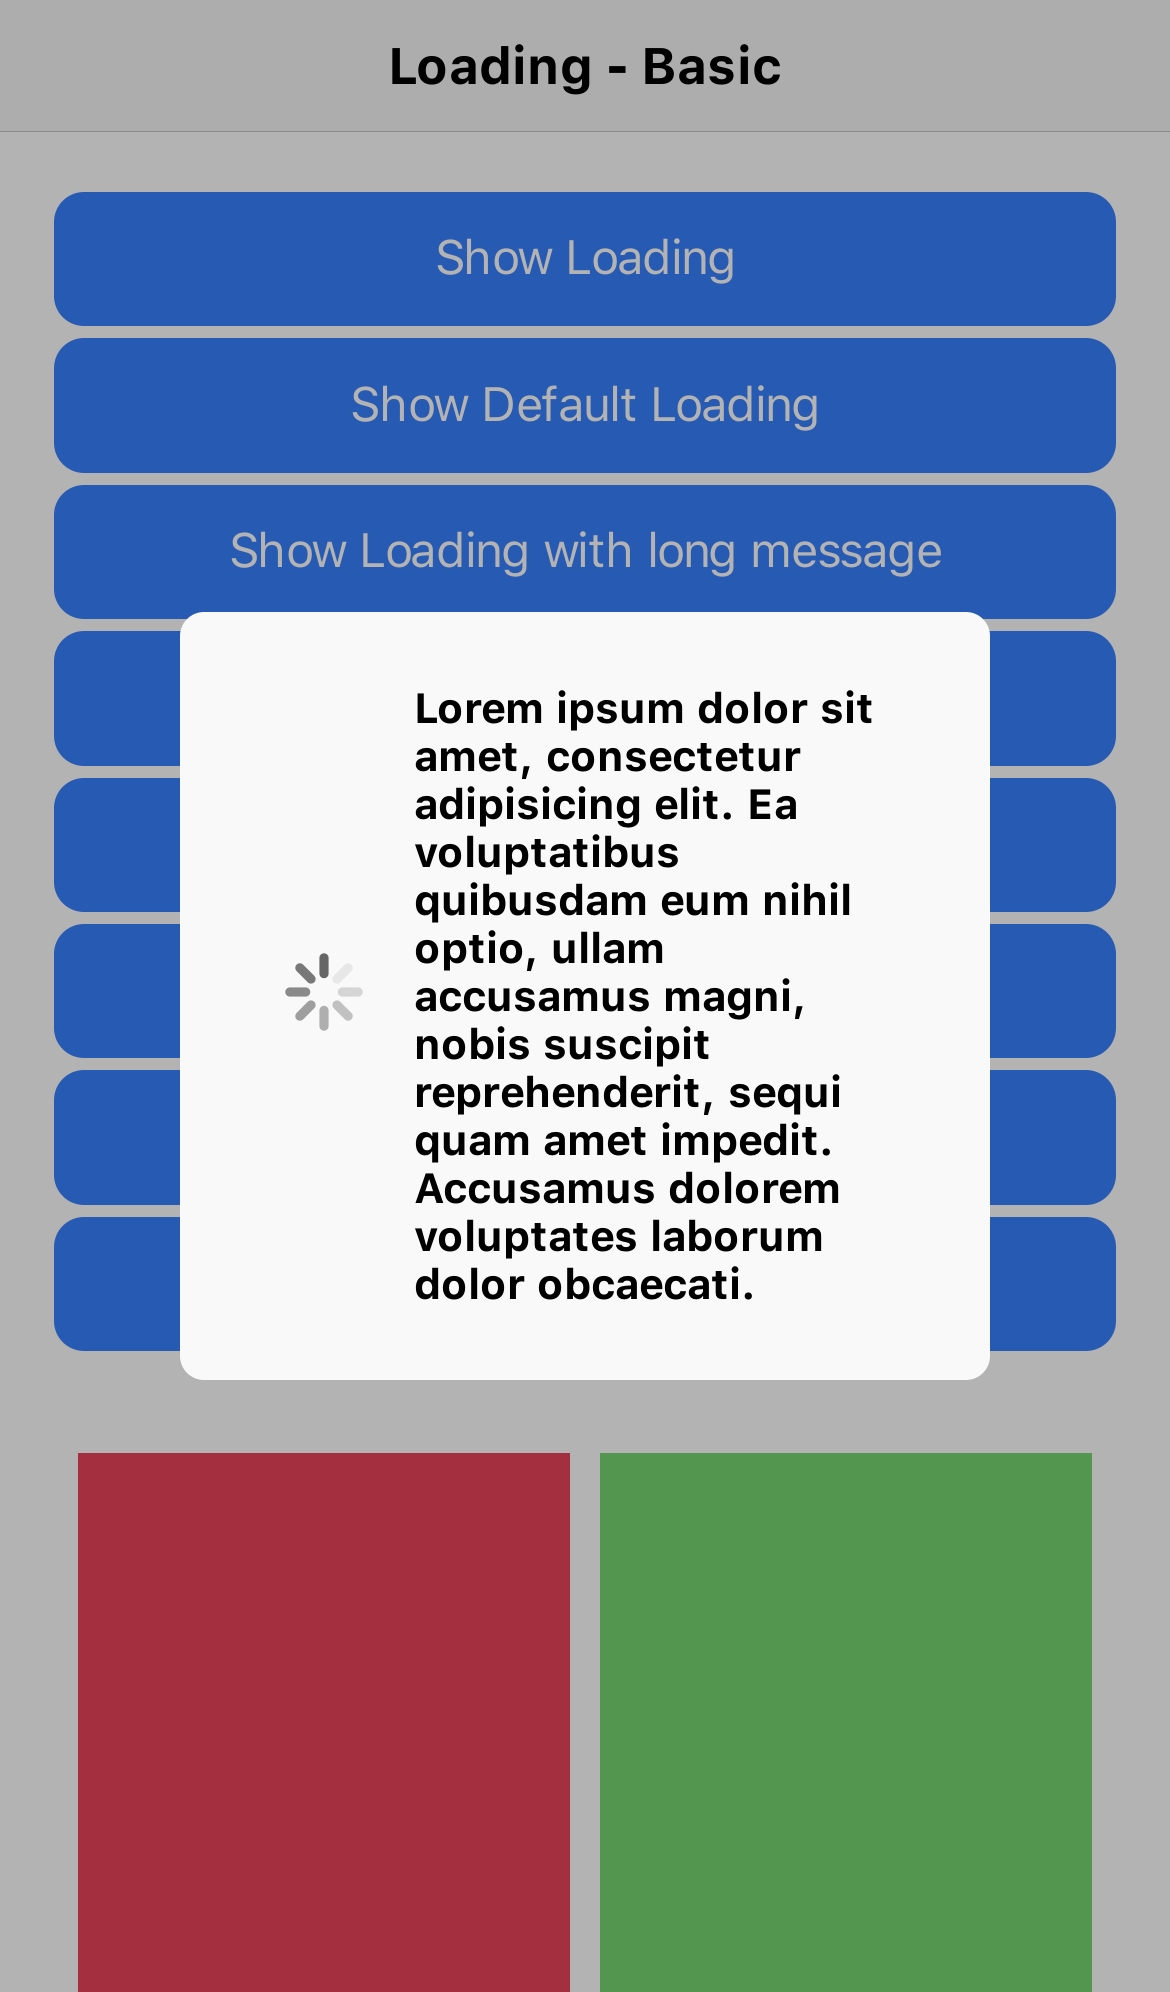 Loading - Basic
Show Loading
Show Default Loading
Show Loading with long message
Lorem ipsum dolor sit
amet, consectetur
adipisicing elit. Ea
voluptatibus
quibusdam eum nihil
optio, ullam
accusamus magni,
nobis suscipit
reprehenderit, sequi
quam amet impedit.
Accusamus dolorem
voluptates laborum
dolor obcaecati.